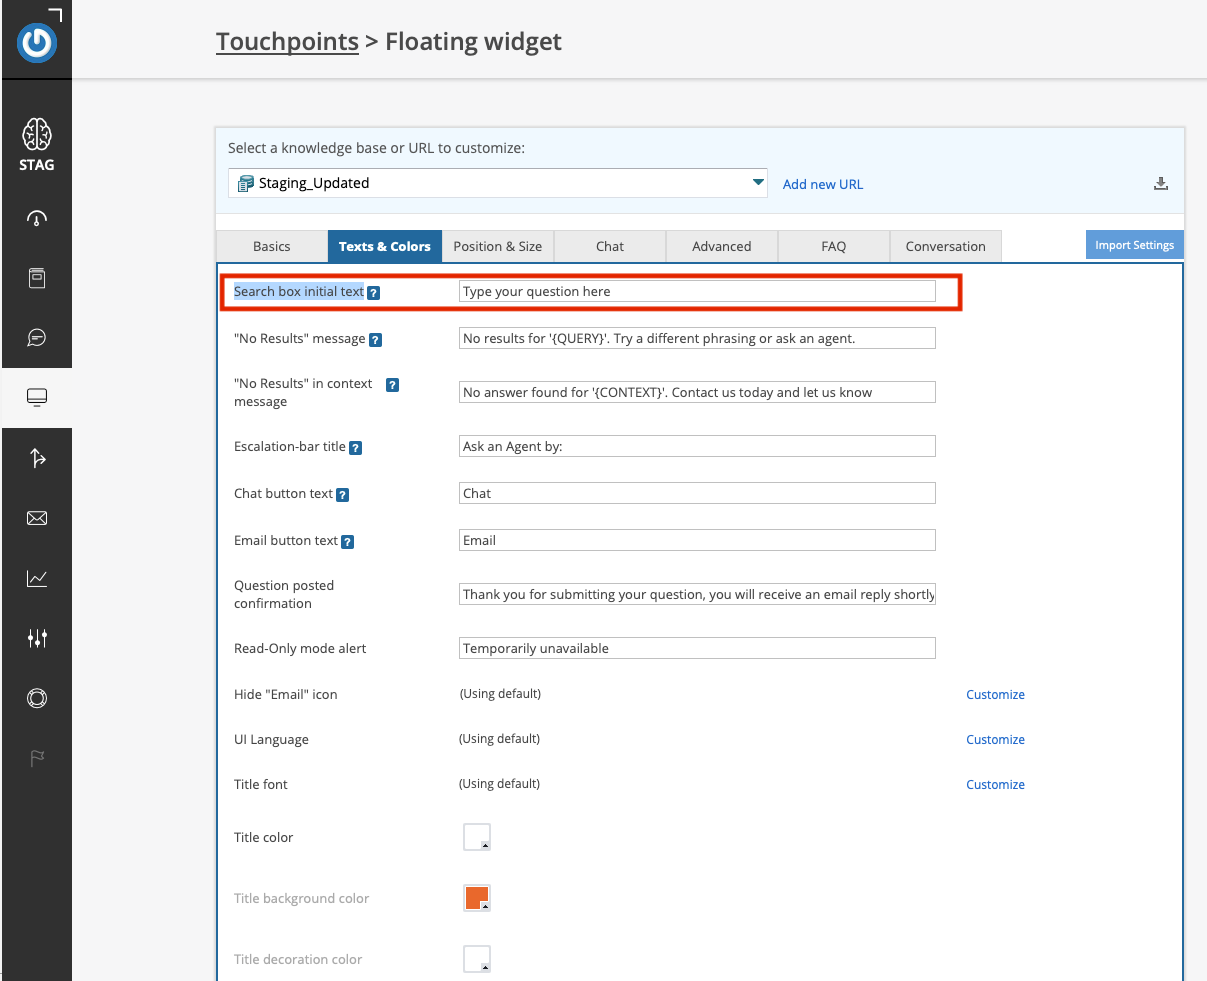 Touchpoints > Floating widget
STAG
Select a knowledge base or URL to customize:
Staging_Updated
Add new URL
Basics
Texts & Colors
Position & Size
Chat
Advanced
FAQ
Conversation
Import Settings
Search box initial text ?
Type your question here
"No Results" message ?
No results for '{QUERY}'. Try a different phrasing or ask an agent.
"No Results" in context ?
message
No answer found for '{CONTEXT}'. Contact us today and let us know
Escalation-bar title ?
Ask an Agent by:
Chat button text ?
Chat
Email button text ?
Email
Question posted
confirmation
Thank you for submitting your question, you will receive an email reply shortly
Read-Only mode alert
Temporarily unavailable
Hide "Email" icon
(Using default)
Customize
UI Language
(Using default)
Customize
Title font
(Using default)
Customize
Title color
Title background color
Title decoration color